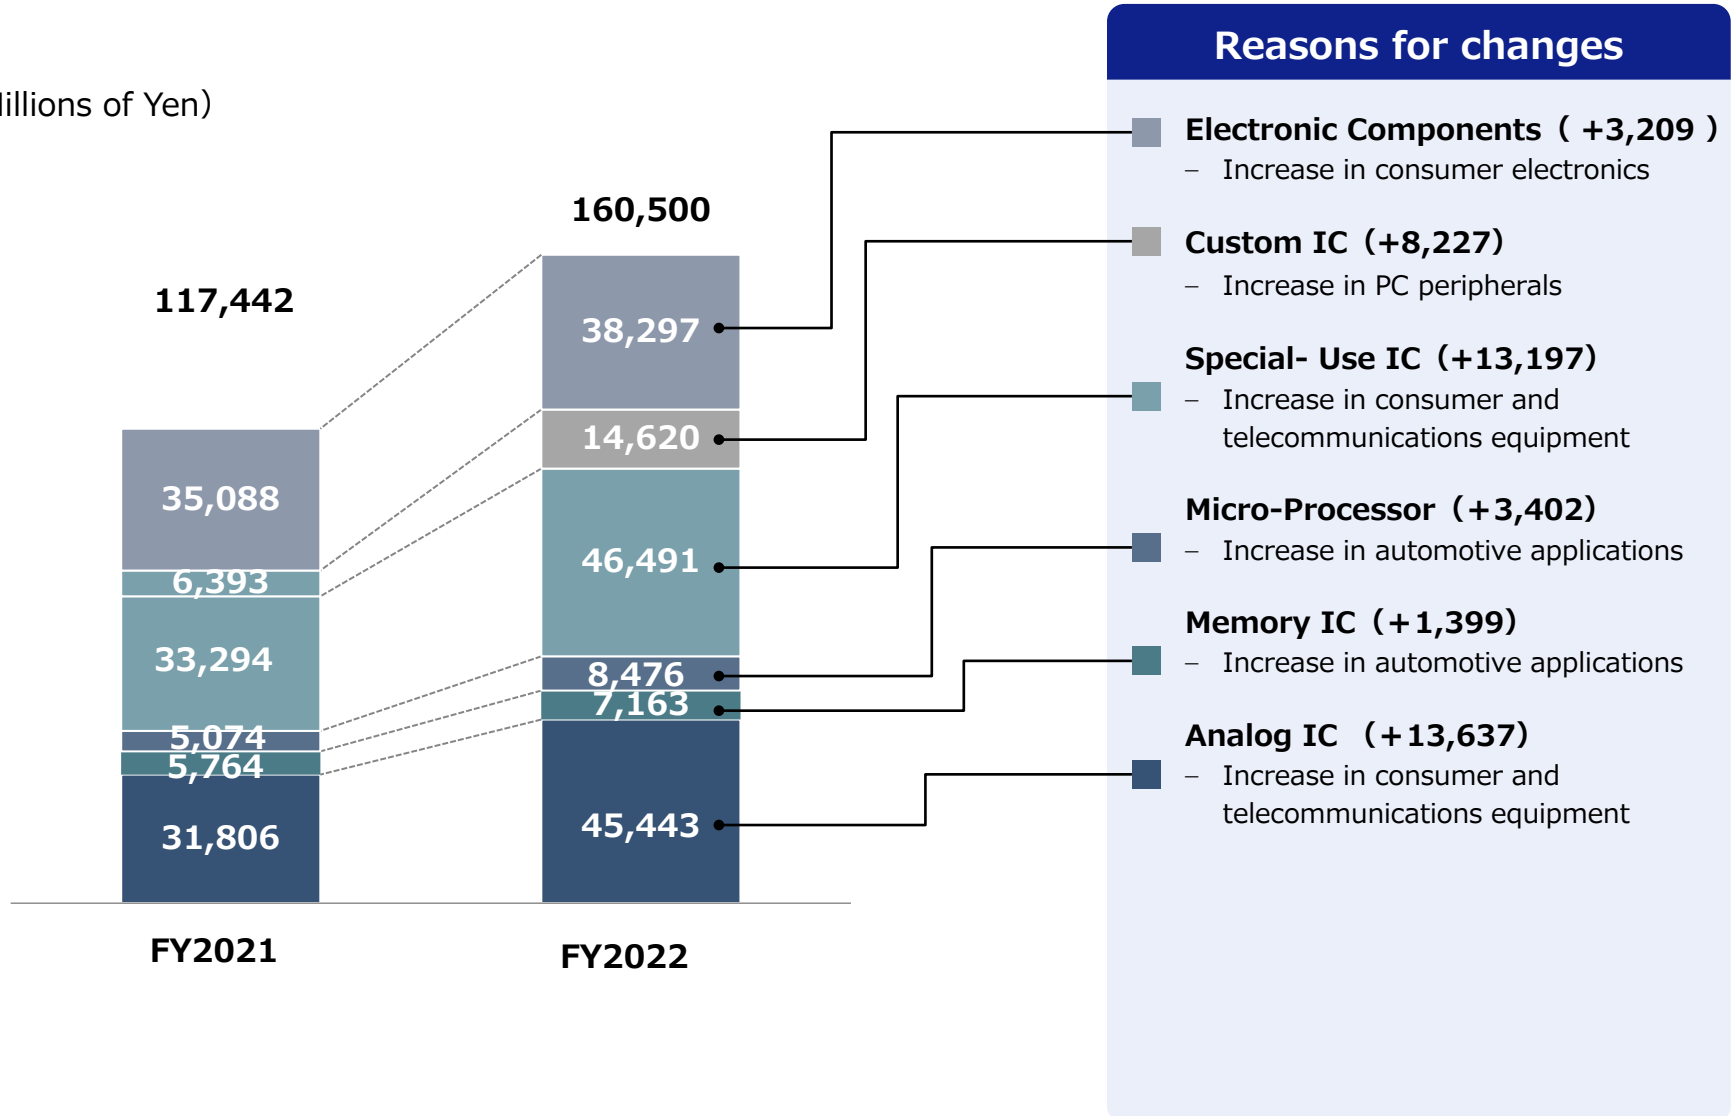 illions of Yen）
117,442
35,088
6,393
33,294
5,074
5,764
31,806
FY2021
160,500
38,297
14,620
46,491
8,476
7,163
45,443
FY2022
Reasons for changes
Electronic Components（ +3,209 ）
– Increase in consumer electronics
Custom IC（+8,227）
– Increase in PC peripherals
Special- Use IC（+13,197）
– Increase in consumer and
telecommunications equipment
Micro-Processor（+3,402）
– Increase in automotive applications
Memory IC（+1,399）
– Increase in automotive applications
Analog IC （+13,637）
– Increase in consumer and
telecommunications equipment